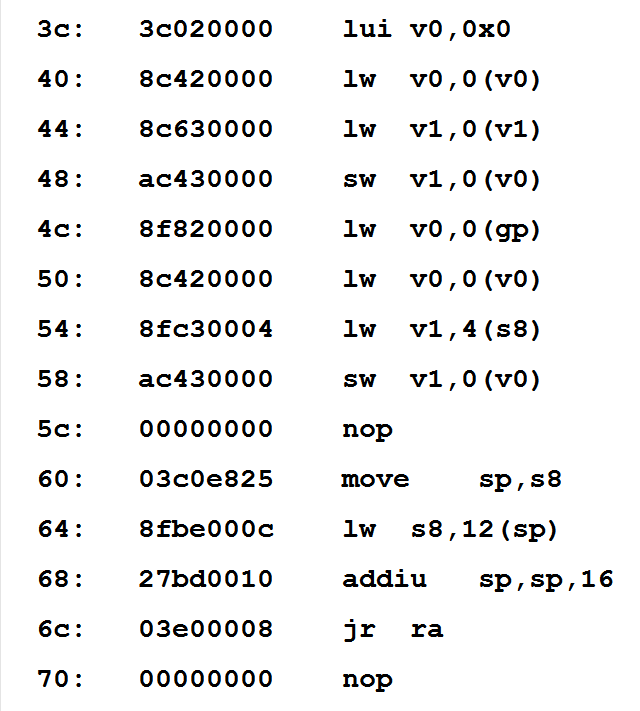 3c: 3c020000 lui v0,0x0
40: 8c420000 lw v0,0(v0)
44: 8c630000 lw v1,0(v1)
48: ac430000 sw v1,0(v0)
4c: 8f820000 lw v0,0(gp)
50: 8c420000 lw v0,0(v0)
54: 8fc30004 lw v1,4(s8)
58: ac430000 sw v1,0(v0)
5c: 00000000 nop
60: 03c0e825 move sp,s8
64: 8fbe000c lw s8,12(sp)
68: 27bd0010 addiu sp,sp,16
6c: 03e00008 jr ra
70: 00000000 nop